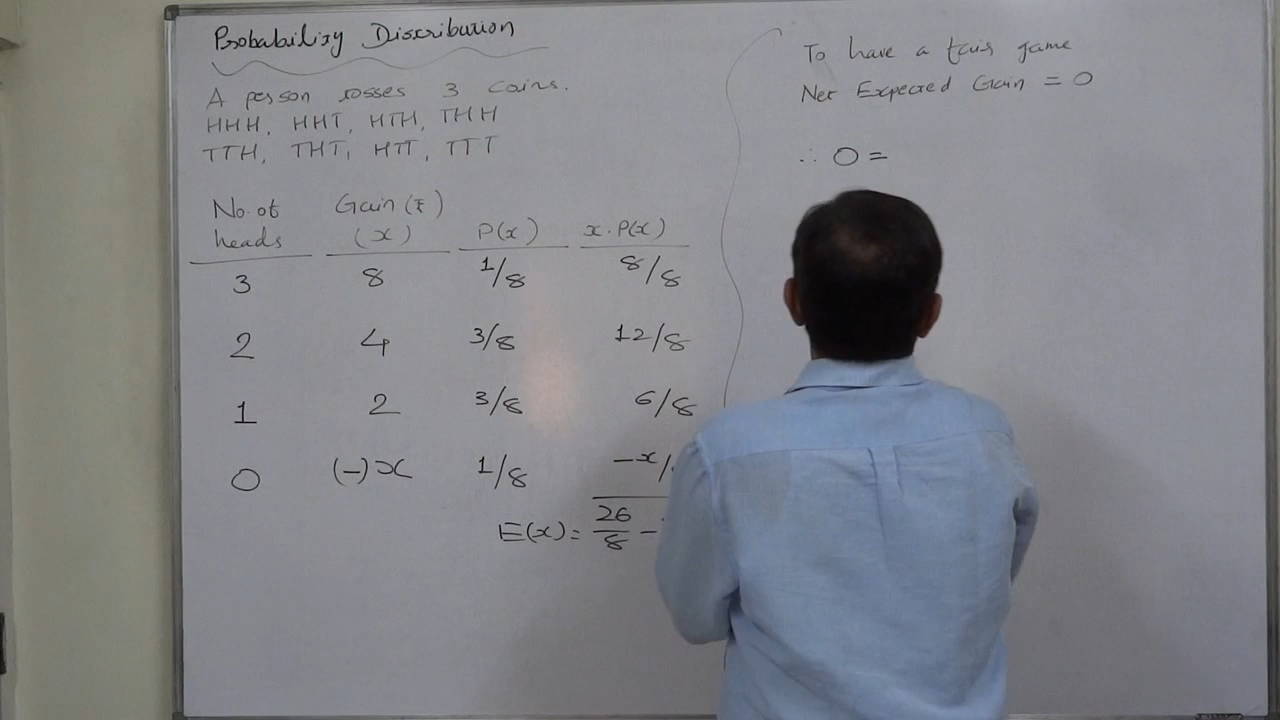 Probability Distribution
A person tosses 3 coins.
HHH, HHT, HTH, THH
TTH, THT, HTT, TTT
No. of heads
Gain (₹) (x)
P(x)
x.P(x)
3 8 1/8 8/8
2 4 3/8 12/8
1 2 3/8 6/8
0 (-)x 1/8 -x/
E(x) = 26/8 -
To have a fair game
Net Expected Gain = 0
∴ 0 =